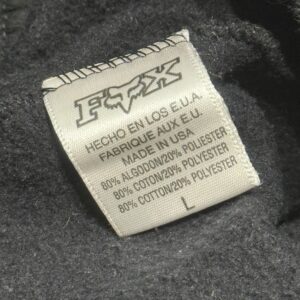 FOX
HECHO EN LOS E.U.A.
FABRIQUE AUX E.U.
MADE IN USA
80% ALGODON/20% POLIESTER
80% COTON/20% POLYESTER
80% COTTON/20% POLYESTER
L